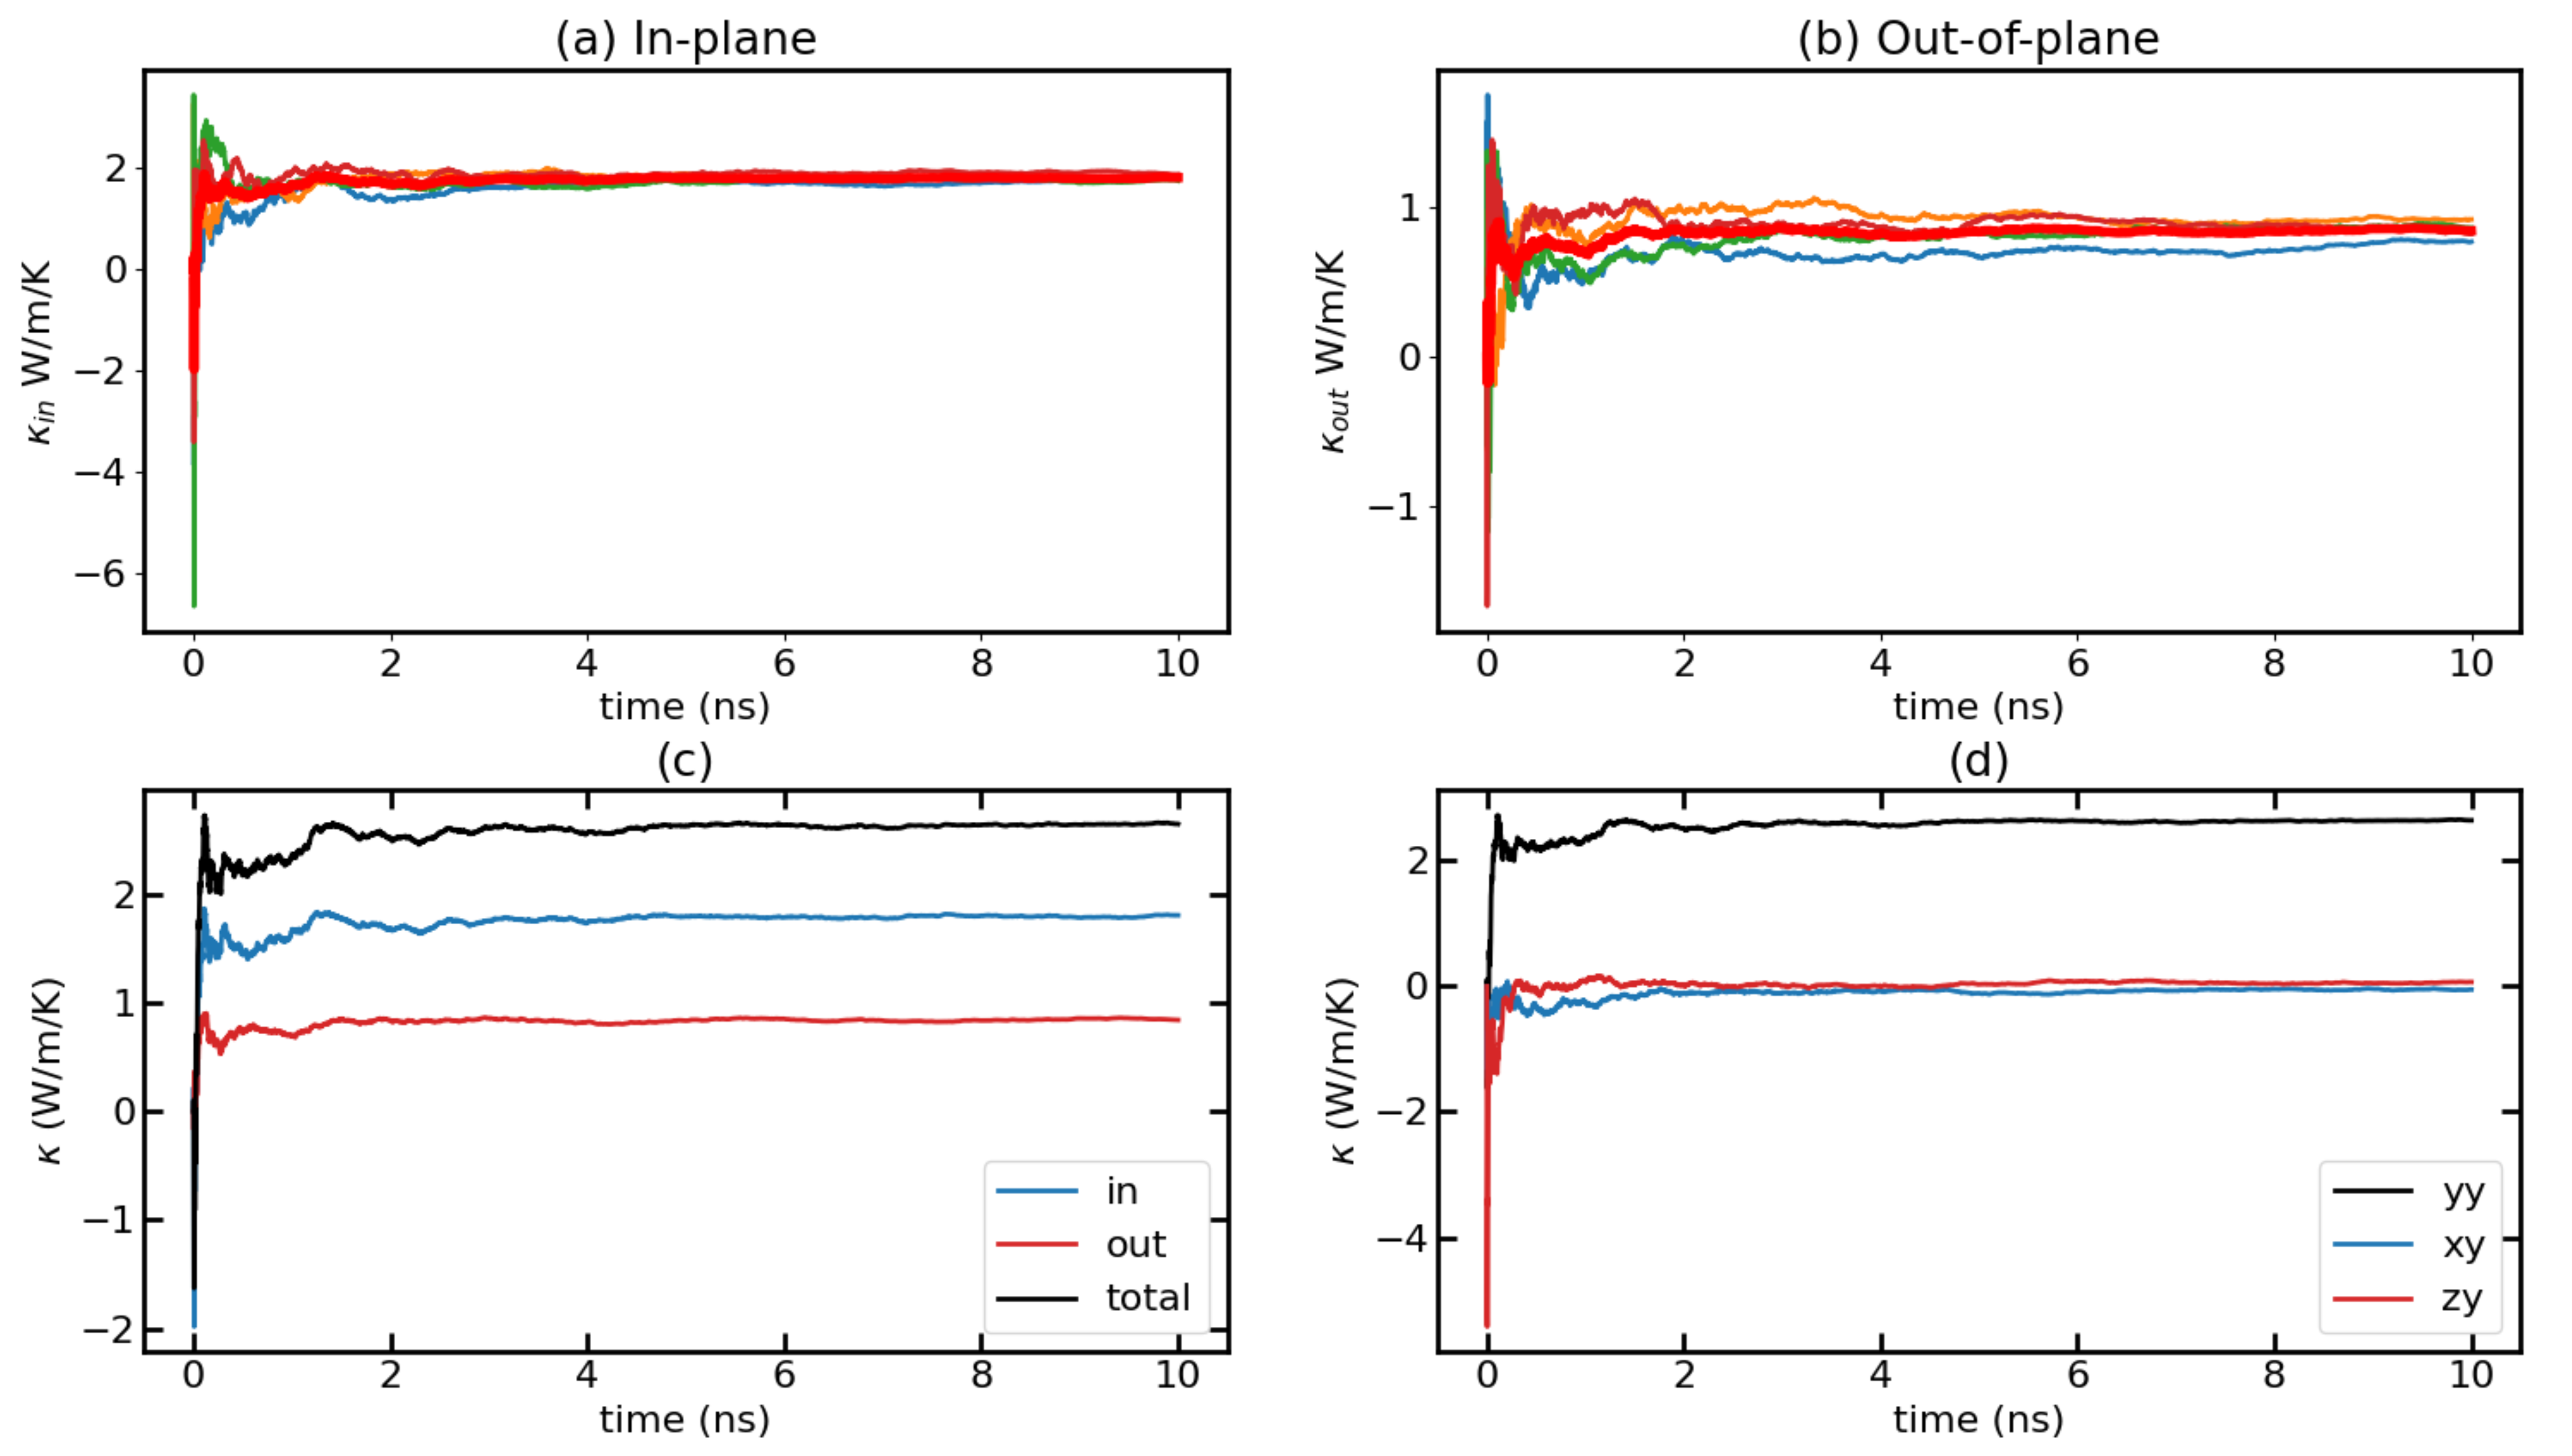 (a) In-plane
κin W/m/K
2
0
−2
−4
−6
0 2 4 6 8 10
time (ns)
(b) Out-of-plane
κout W/m/K
1
0
−1
0 2 4 6 8 10
time (ns)
(c)
κ (W/m/K)
2
1
0
−1
−2
in
out
total
0 2 4 6 8 10
time (ns)
(d)
κ (W/m/K)
2
0
−2
−4
yy
xy
zy
0 2 4 6 8 10
time (ns)